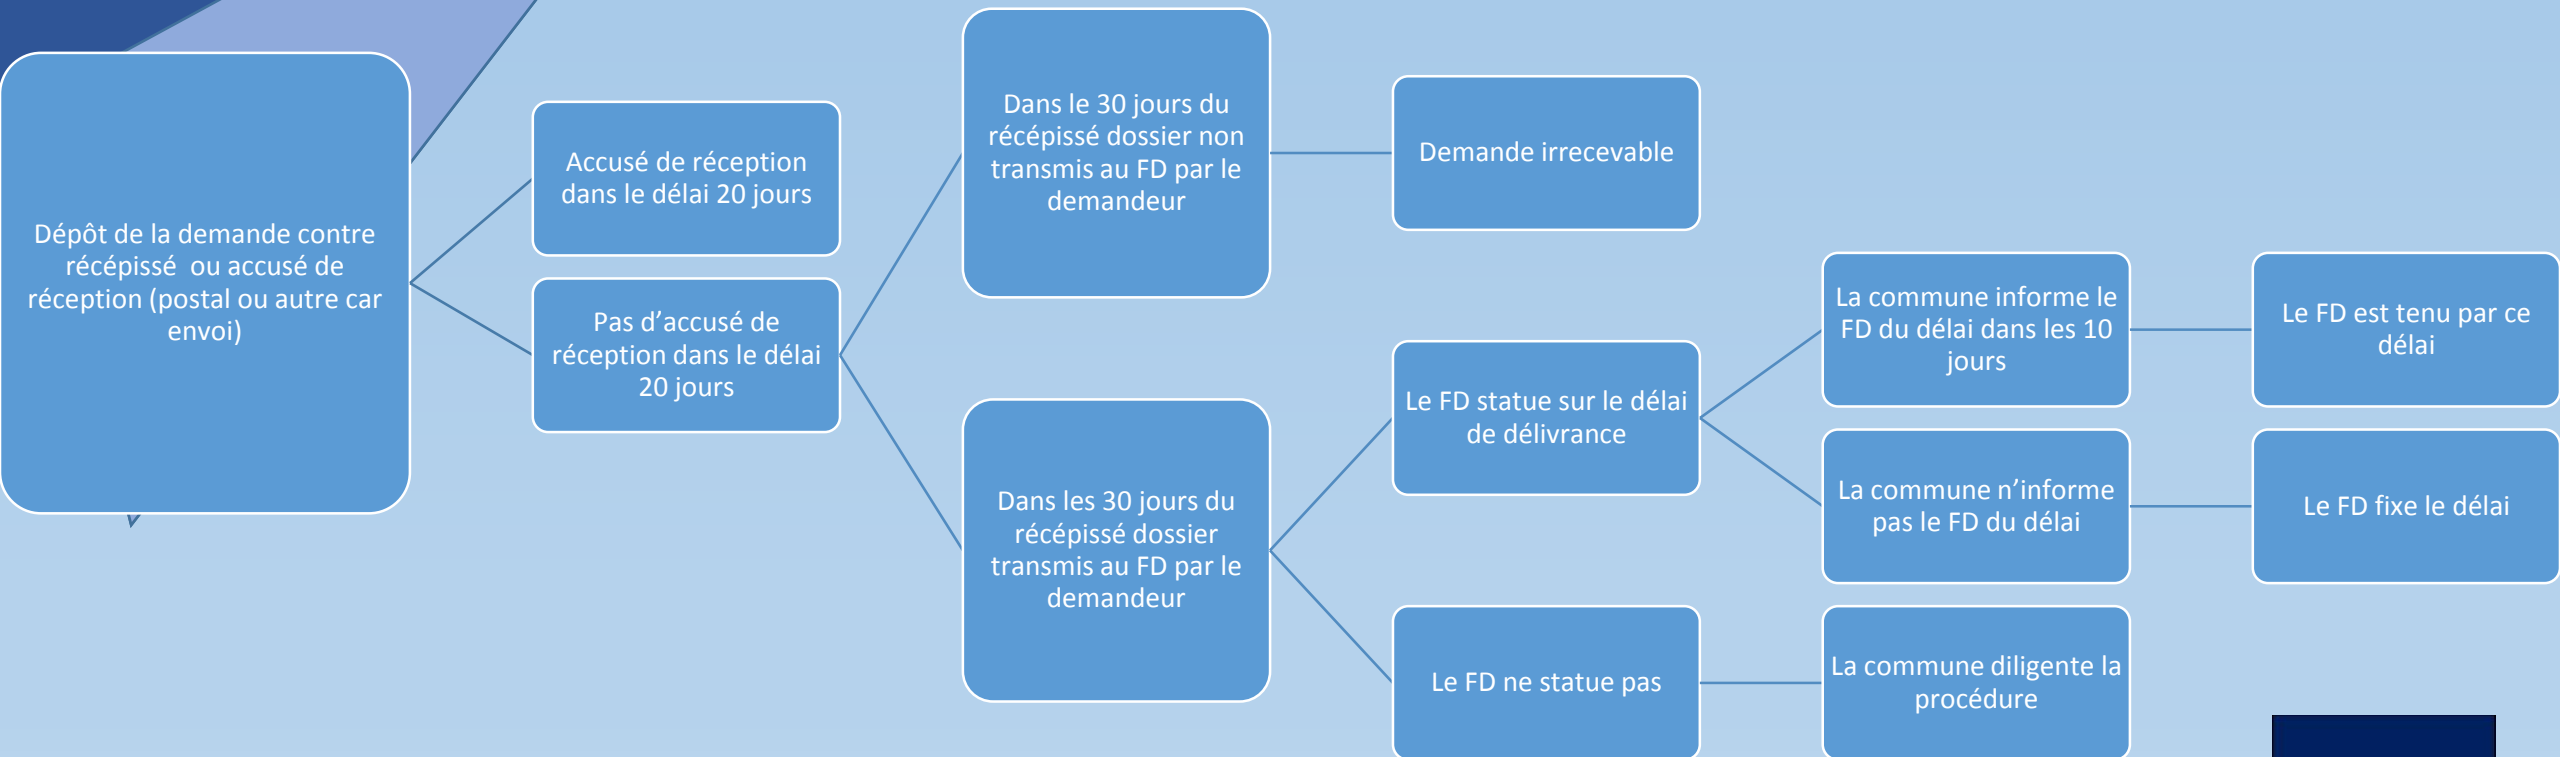 Dépôt de la demande contre
récépissé ou accusé de
réception (postal ou autre car
envoi)
Accusé de réception
dans le délai 20 jours
Pas d’accusé de
réception dans le délai
20 jours
Dans le 30 jours du
récépissé dossier non
transmis au FD par le
demandeur
Demande irrecevable
Dans les 30 jours du
récépissé dossier
transmis au FD par le
demandeur
Le FD statue sur le délai
de délivrance
La commune informe le
FD du délai dans les 10
jours
Le FD est tenu par ce
délai
La commune n’informe
pas le FD du délai
Le FD fixe le délai
Le FD ne statue pas
La commune diligente la
procédure